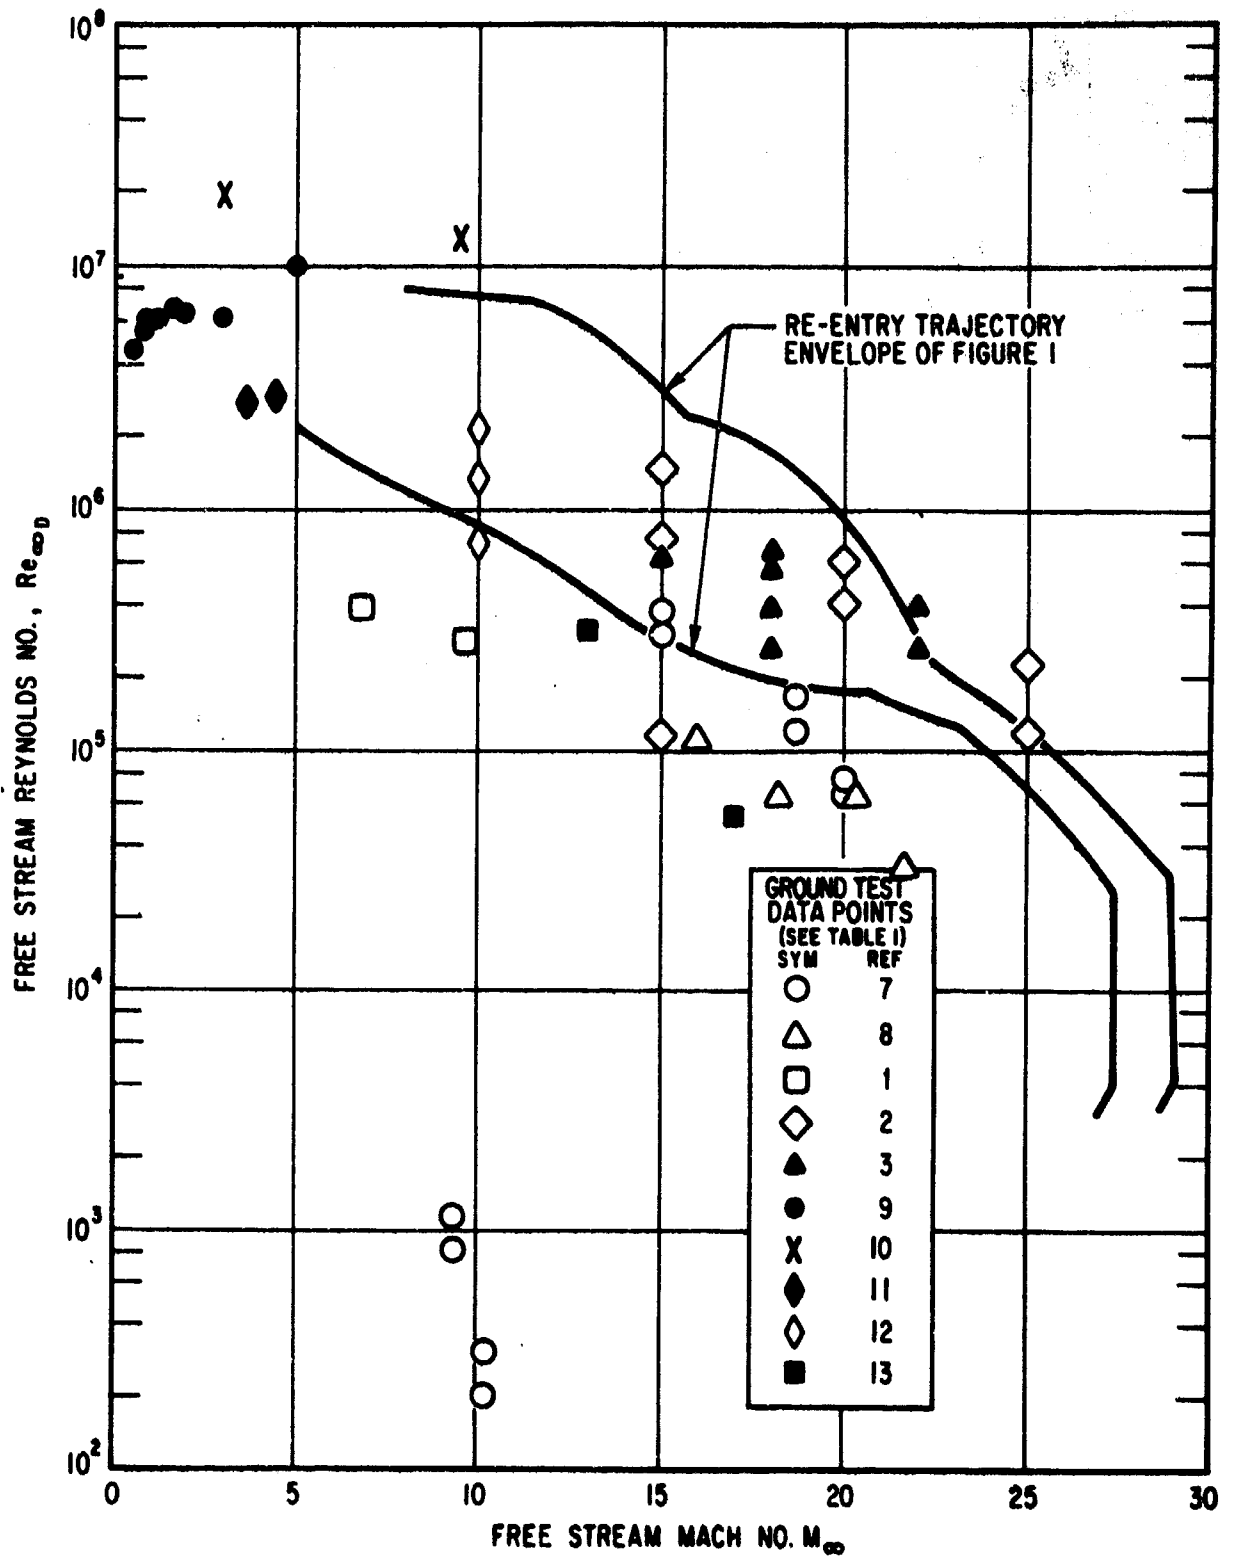 10⁸
10⁷
10⁶
10⁵
10⁴
10³
10²
FREE STREAM REYNOLDS NO., Re∞D
RE-ENTRY TRAJECTORY
ENVELOPE OF FIGURE 1
GROUND TEST
DATA POINTS
(SEE TABLE 1)
SYM REF
7
8
1
2
3
9
10
11
12
13
0 5 10 15 20 25 30
FREE STREAM MACH NO. M∞